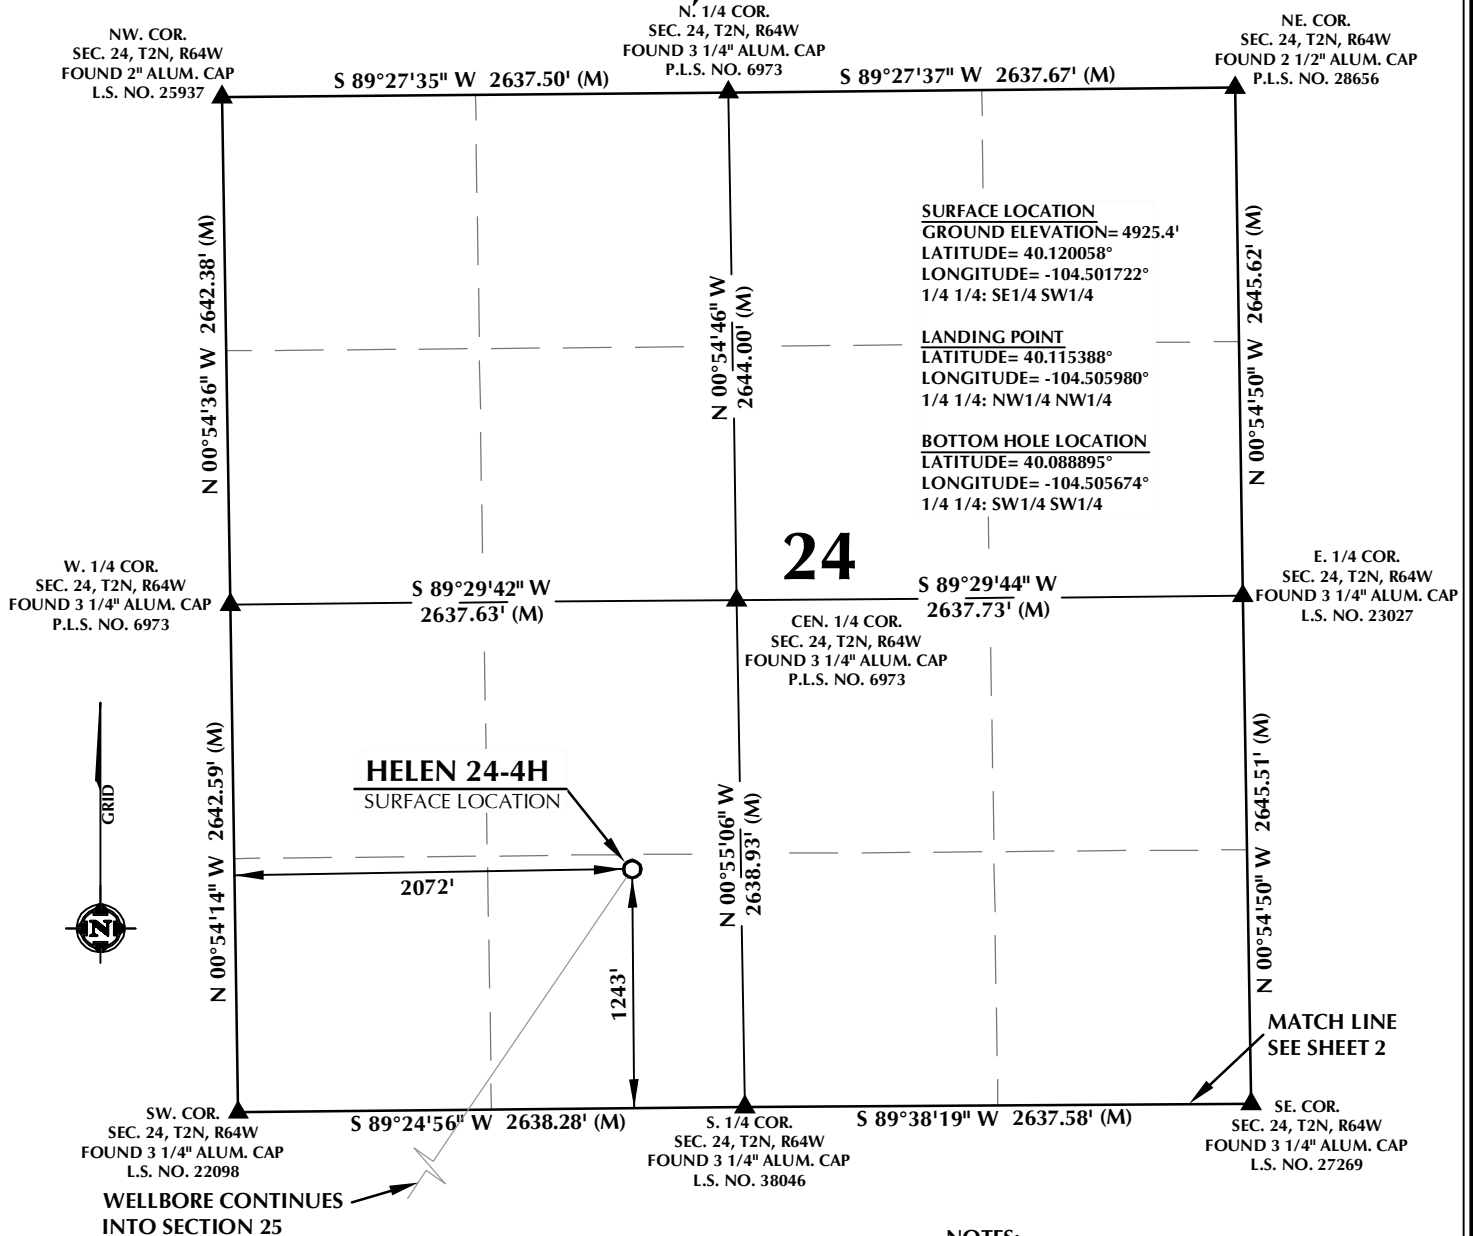 N. 1/4 COR.
SEC. 24, T2N, R64W
FOUND 3 1/4" ALUM. CAP
P.L.S. NO. 6973
NW. COR.
SEC. 24, T2N, R64W
FOUND 2" ALUM. CAP
L.S. NO. 25937
NE. COR.
SEC. 24, T2N, R64W
FOUND 2 1/2" ALUM. CAP
P.L.S. NO. 28656
S 89°27'35" W 2637.50' (M)
S 89°27'37" W 2637.67' (M)
N 00°54'36" W 2642.38' (M)
N 00°54'46" W
2644.00' (M)
N 00°54'50" W 2645.62' (M)
SURFACE LOCATION
GROUND ELEVATION= 4925.4'
LATITUDE= 40.120058°
LONGITUDE= -104.501722°
1/4 1/4: SE1/4 SW1/4
LANDING POINT
LATITUDE= 40.115388°
LONGITUDE= -104.505980°
1/4 1/4: NW1/4 NW1/4
BOTTOM HOLE LOCATION
LATITUDE= 40.088895°
LONGITUDE= -104.505674°
1/4 1/4: SW1/4 SW1/4
24
W. 1/4 COR.
SEC. 24, T2N, R64W
FOUND 3 1/4" ALUM. CAP
P.L.S. NO. 6973
S 89°29'42" W
2637.63' (M)
S 89°29'44" W
2637.73' (M)
E. 1/4 COR.
SEC. 24, T2N, R64W
FOUND 3 1/4" ALUM. CAP
L.S. NO. 23027
CEN. 1/4 COR.
SEC. 24, T2N, R64W
FOUND 3 1/4" ALUM. CAP
P.L.S. NO. 6973
GRID
N
N 00°54'14" W 2642.59' (M)
HELEN 24-4H
SURFACE LOCATION
N 00°55'06" W
2638.93' (M)
N 00°54'50" W 2645.51' (M)
2072'
1243'
MATCH LINE
SEE SHEET 2
SW. COR.
SEC. 24, T2N, R64W
FOUND 3 1/4" ALUM. CAP
L.S. NO. 22098
S 89°24'56" W 2638.28' (M)
S. 1/4 COR.
SEC. 24, T2N, R64W
FOUND 3 1/4" ALUM. CAP
L.S. NO. 38046
S 89°38'19" W 2637.58' (M)
SE. COR.
SEC. 24, T2N, R64W
FOUND 3 1/4" ALUM. CAP
L.S. NO. 27269
WELLBORE CONTINUES
INTO SECTION 25
NOTES: